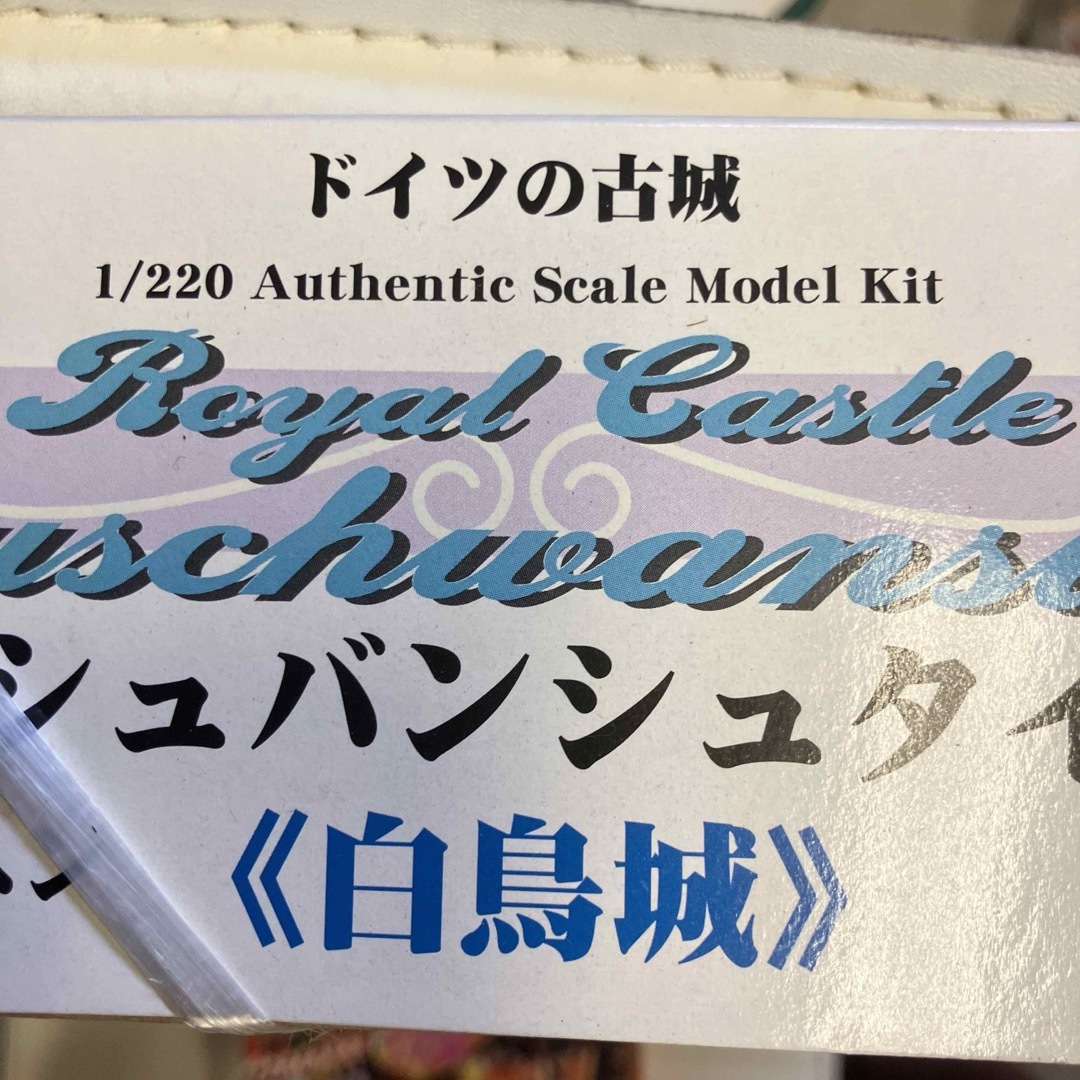 ドイツの古城
1/220 Authentic Scale Model Kit
Royal Castle
uschwanst
シュバンシュタイ
《白鳥城》